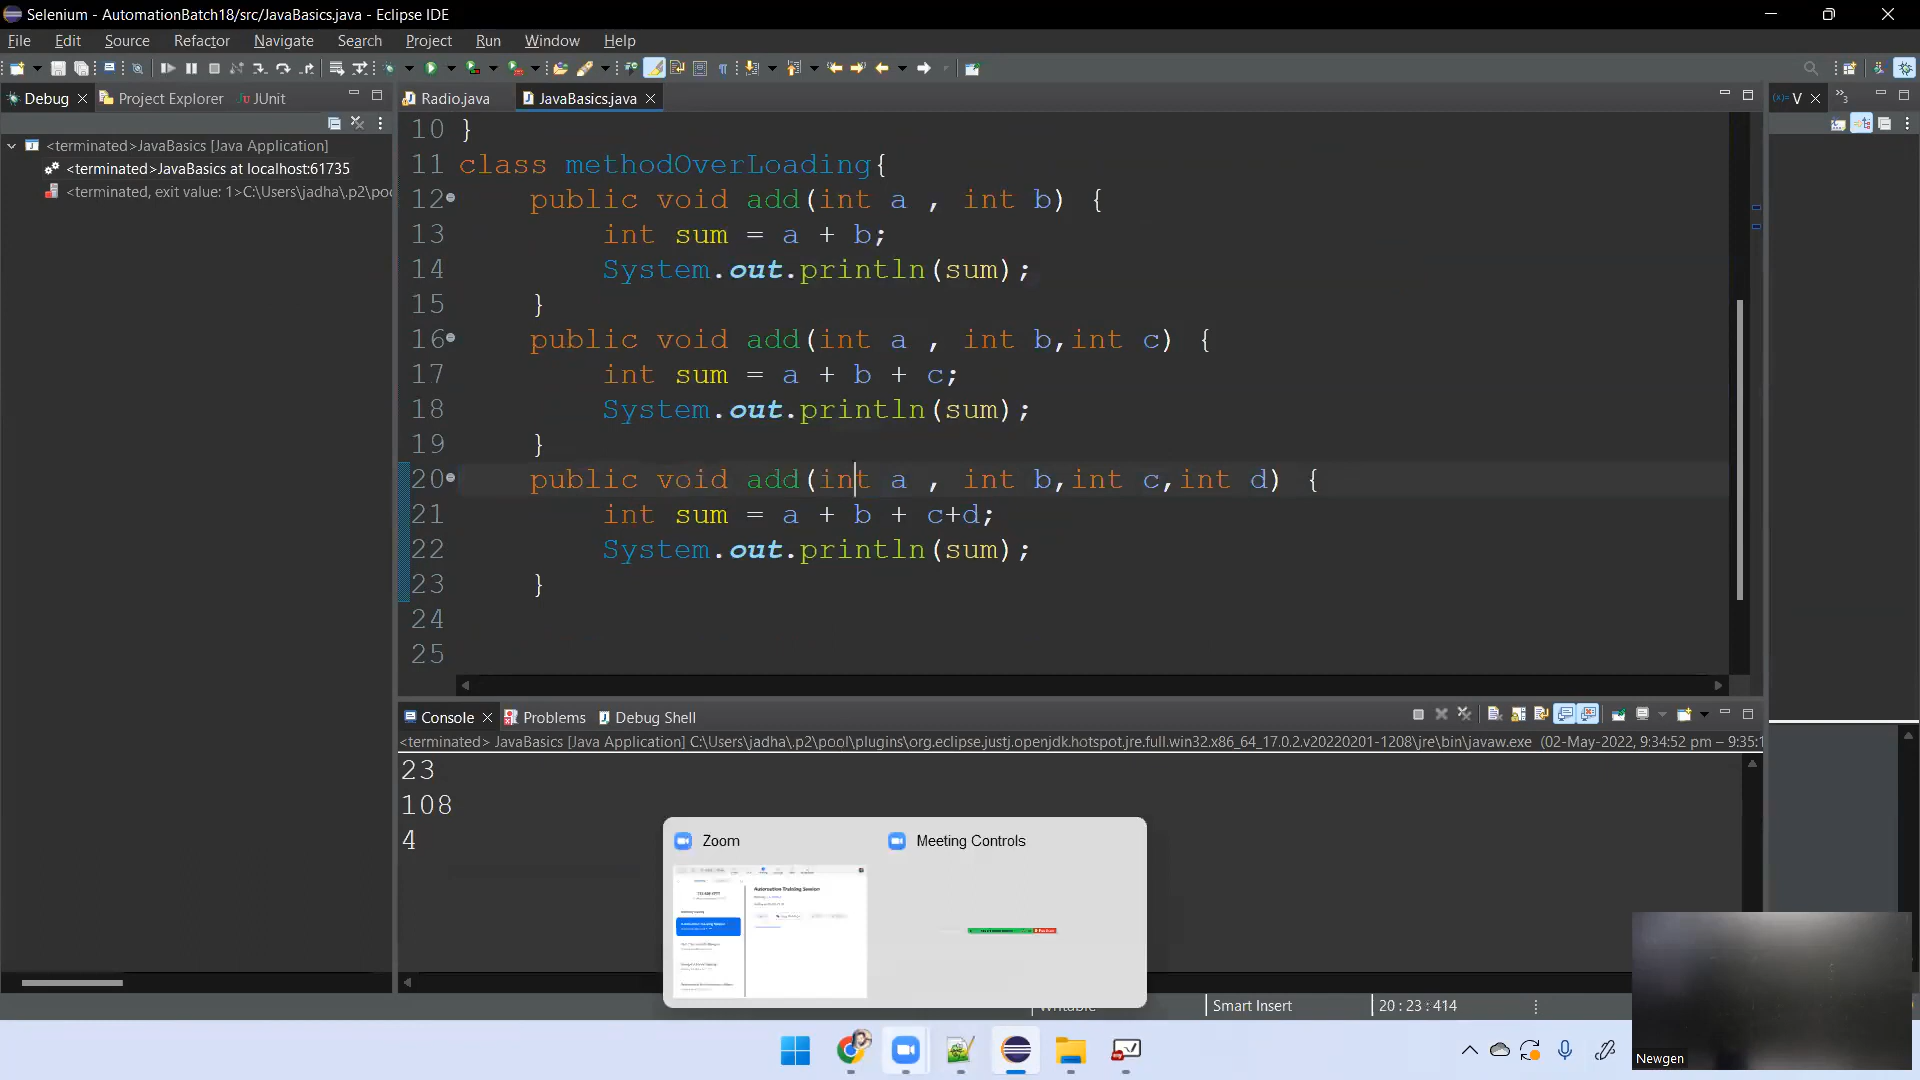 Selenium - AutomationBatch18/src/JavaBasics.java - Eclipse IDE
File Edit Source Refactor Navigate Search Project Run Window Help
Debug Project Explorer JUnit
Radio.java JavaBasics.java
V
<terminated>JavaBasics [Java Application]
<terminated>JavaBasics at localhost:61735
<terminated, exit value: 1>C:\Users\jadha\.p2\poo
10 }
11 class methodOverLoading{
12 public void add(int a , int b) {
13 int sum = a + b;
14 System.out.println(sum);
15 }
16 public void add(int a , int b,int c) {
17 int sum = a + b + c;
18 System.out.println(sum);
19 }
20 public void add(int a , int b,int c,int d) {
21 int sum = a + b + c+d;
22 System.out.println(sum);
23 }
24
25
Console Problems Debug Shell
<terminated> JavaBasics [Java Application] C:\Users\jadha\.p2\pool\plugins\org.eclipse.justj.openjdk.hotspot.jre.full.win32.x86_64_17.0.2.v20220201-1208\jre\bin\javaw.exe (02-May-2022, 9:34:52 pm – 9:35:1
23
108
4
Zoom Meeting Controls
Automation Training Session
Writable Smart Insert 20 : 23 : 414
Newgen